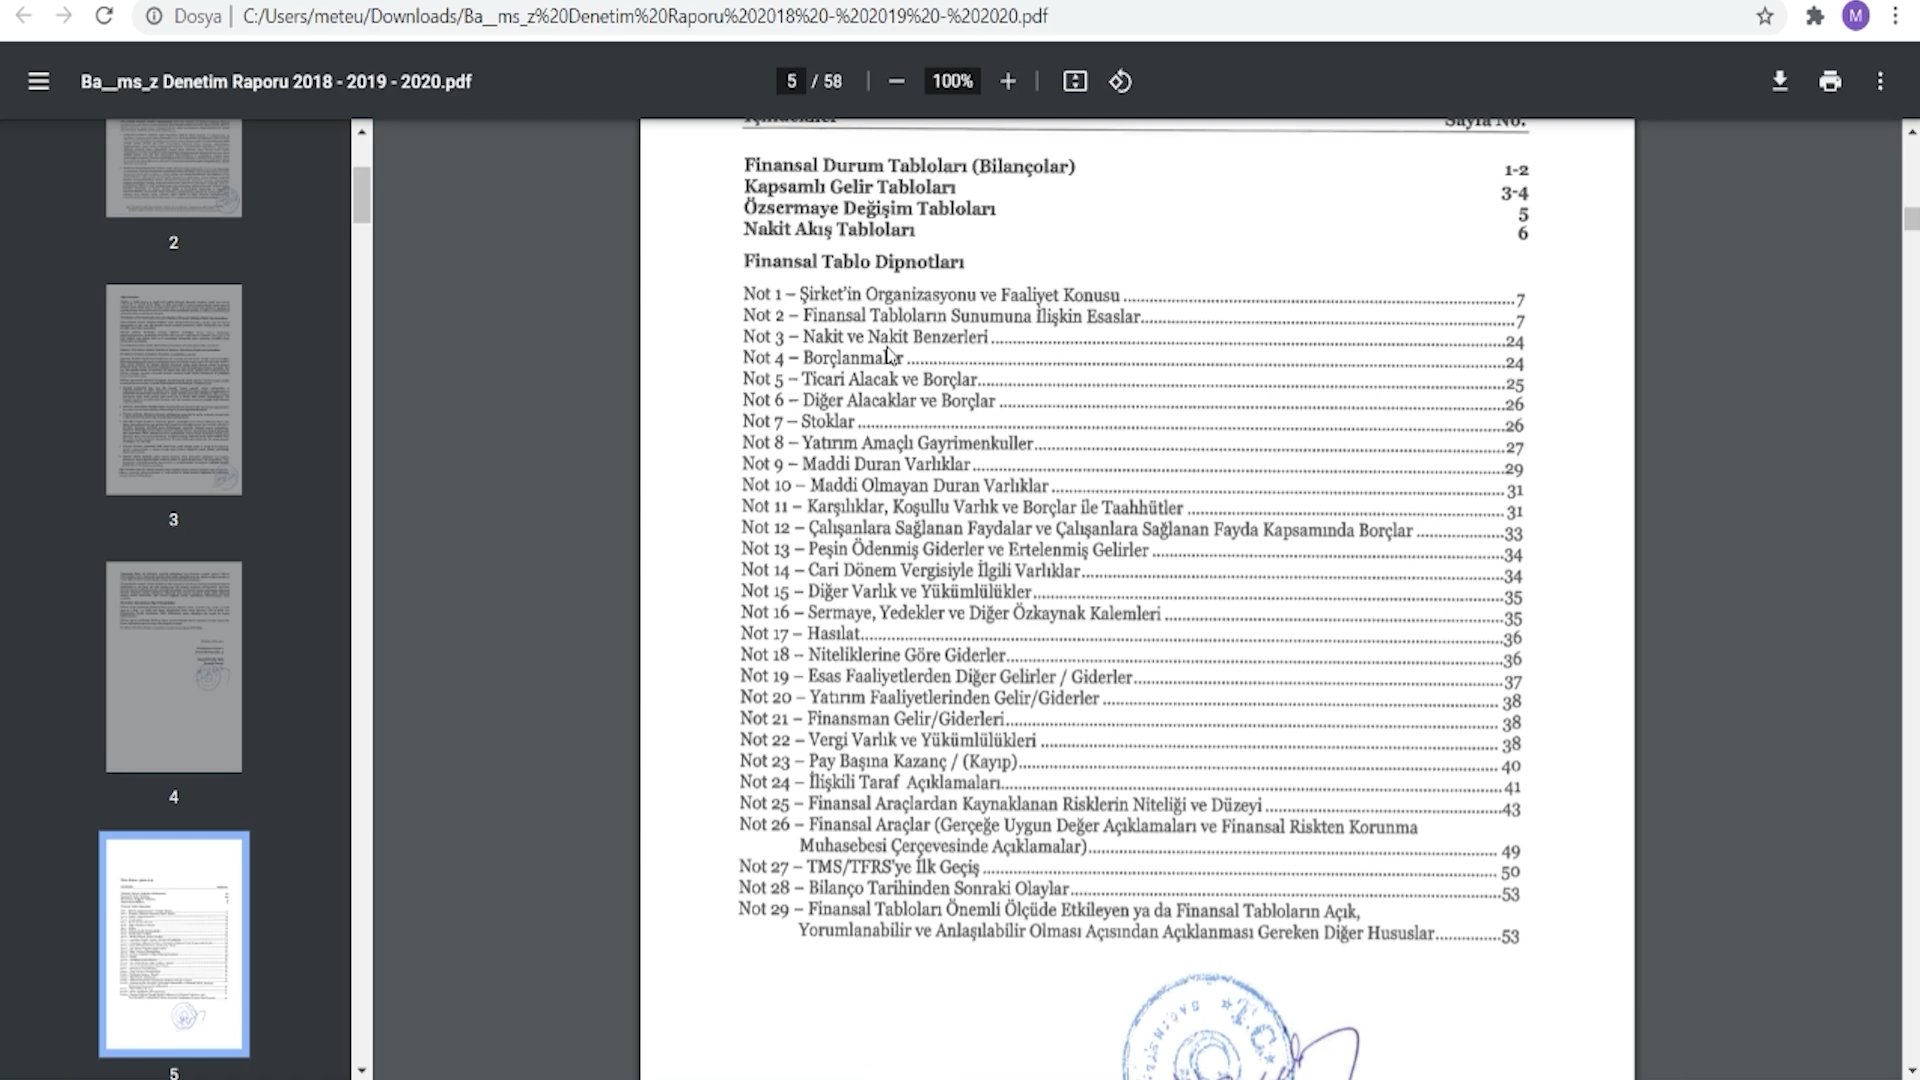 Dosya | C:/Users/meteu/Downloads/Ba__ms_z%20Denetim%20Raporu%202018%20-%202019%20-%202020.pdf
M
Ba__ms_z Denetim Raporu 2018 - 2019 - 2020.pdf
5 / 58
100%
2
3
4
5
İçindekiler Sayfa No.
Finansal Durum Tabloları (Bilançolar) 1-2
Kapsamlı Gelir Tabloları 3-4
Özsermaye Değişim Tabloları 5
Nakit Akış Tabloları 6
Finansal Tablo Dipnotları
Not 1 – Şirket'in Organizasyonu ve Faaliyet Konusu 7
Not 2 – Finansal Tabloların Sunumuna İlişkin Esaslar 7
Not 3 – Nakit ve Nakit Benzerleri 24
Not 4 – Borçlanmalar 24
Not 5 – Ticari Alacak ve Borçlar 25
Not 6 – Diğer Alacaklar ve Borçlar 26
Not 7 – Stoklar 26
Not 8 – Yatırım Amaçlı Gayrimenkuller 27
Not 9 – Maddi Duran Varlıklar 29
Not 10 – Maddi Olmayan Duran Varlıklar 31
Not 11 – Karşılıklar, Koşullu Varlık ve Borçlar ile Taahhütler 31
Not 12 – Çalışanlara Sağlanan Faydalar ve Çalışanlara Sağlanan Fayda Kapsamında Borçlar 33
Not 13 – Peşin Ödenmiş Giderler ve Ertelenmiş Gelirler 34
Not 14 – Cari Dönem Vergisiyle İlgili Varlıklar 34
Not 15 – Diğer Varlık ve Yükümlülükler 35
Not 16 – Sermaye, Yedekler ve Diğer Özkaynak Kalemleri 35
Not 17 – Hasılat 36
Not 18 – Niteliklerine Göre Giderler 36
Not 19 – Esas Faaliyetlerden Diğer Gelirler / Giderler 37
Not 20 – Yatırım Faaliyetlerinden Gelir/Giderler 38
Not 21 – Finansman Gelir/Giderleri 38
Not 22 – Vergi Varlık ve Yükümlülükleri 38
Not 23 – Pay Başına Kazanç / (Kayıp) 40
Not 24 – İlişkili Taraf Açıklamaları 41
Not 25 – Finansal Araçlardan Kaynaklanan Risklerin Niteliği ve Düzeyi 43
Not 26 – Finansal Araçlar (Gerçeğe Uygun Değer Açıklamaları ve Finansal Riskten Korunma
Muhasebesi Çerçevesinde Açıklamalar) 49
Not 27 – TMS/TFRS'ye İlk Geçiş 50
Not 28 – Bilanço Tarihinden Sonraki Olaylar 53
Not 29 – Finansal Tabloları Önemli Ölçüde Etkileyen ya da Finansal Tabloların Açık,
Yorumlanabilir ve Anlaşılabilir Olması Açısından Açıklanması Gereken Diğer Hususlar 53
T.C.